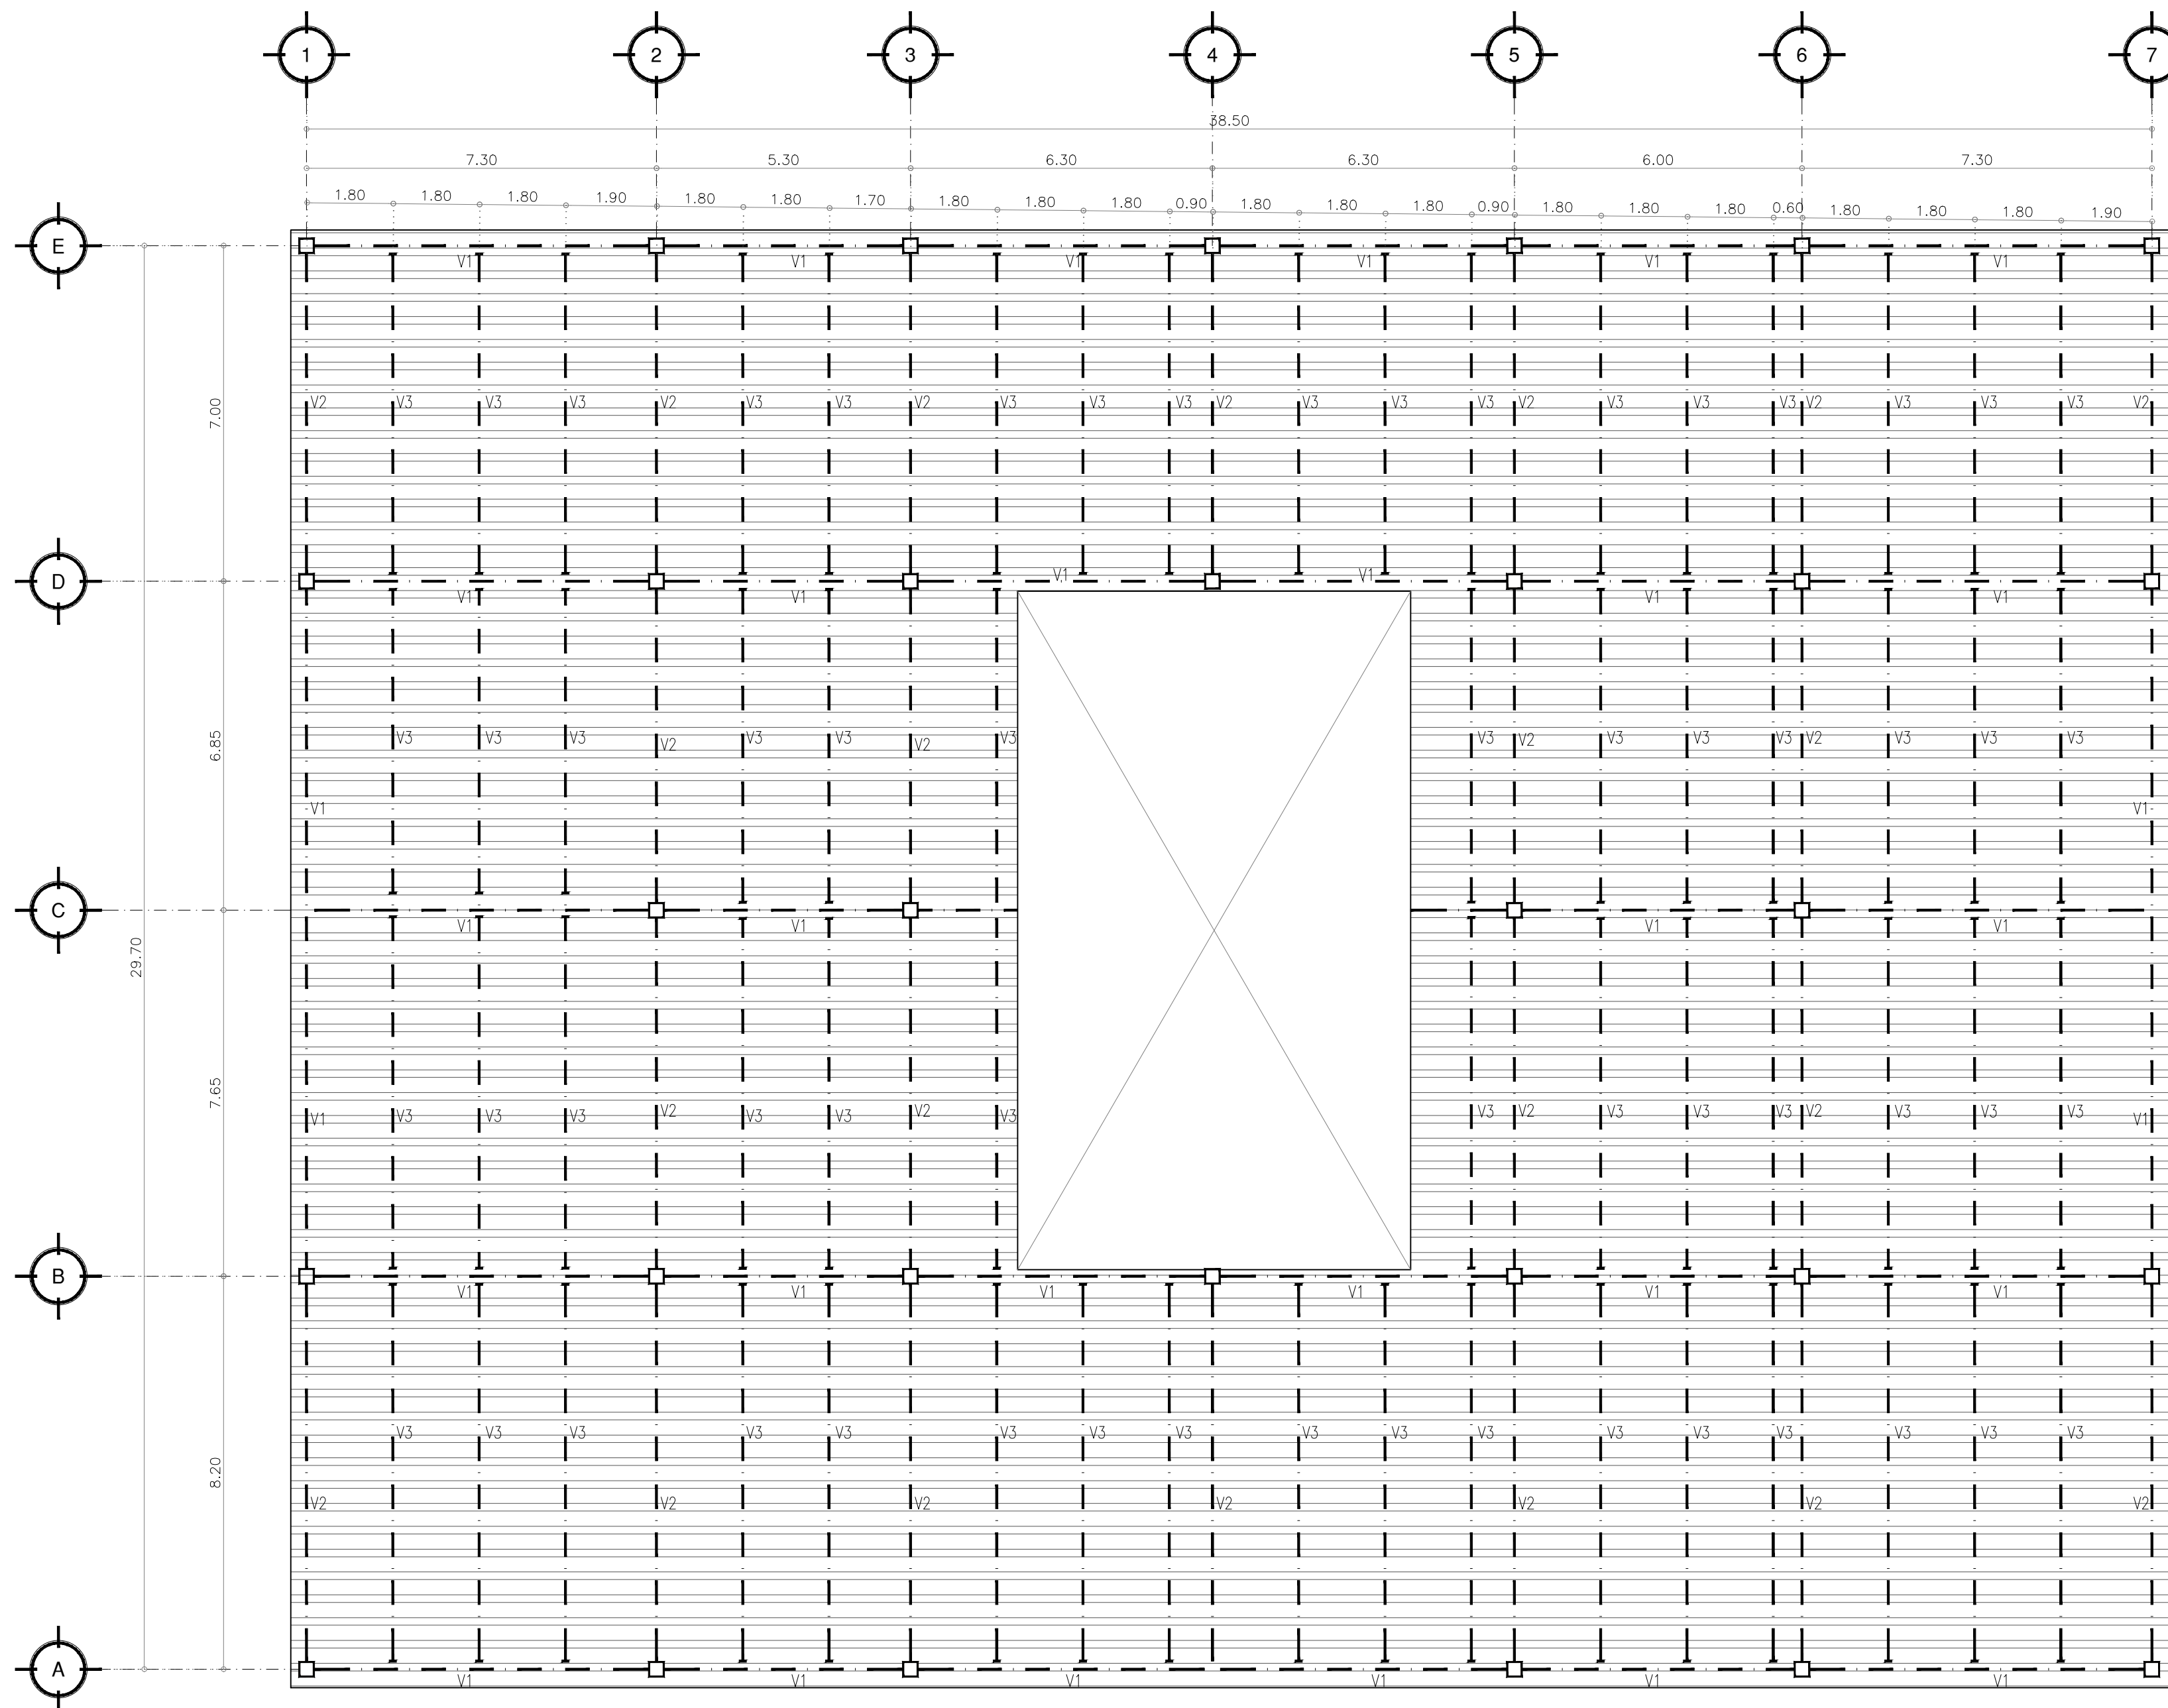 1 2 3 4 5 6 7
38.50
7.30 5.30 6.30 6.30 6.00 7.30
1.80 1.80 1.80 1.90 1.80 1.80 1.70 1.80 1.80 1.80 0.90 1.80 1.80 1.80 0.90 1.80 1.80 1.80 0.60 1.80 1.80 1.80 1.90
E
V1 V1 V1 V1 V1 V1
7.00
V2 V3 V3 V3 V2 V3 V3 V2 V3 V3 V3 V2 V3 V3 V3 V2 V3 V3 V3 V2 V3 V3 V3 V2
D
V1 V1
V1 V1 V1 V1
6.85
V3 V3 V3 V2 V3 V3 V2 V3 V3 V2 V3 V3 V3 V2 V3 V3 V3
V1 V1
C
V1 V1 V1 V1
29.70
7.65
V1 V3 V3 V3 V2 V3 V3 V2 V3 V3 V2 V3 V3 V3 V2 V3 V3 V3 V1
B
V1 V1 V1 V1 V1 V1
V3 V3 V3 V3 V3 V3 V3 V3 V3 V3 V3 V3 V3 V3 V3 V3 V3
8.20
V2 V2 V2 V2 V2 V2 V2
A
V1 V1 V1 V1 V1 V1